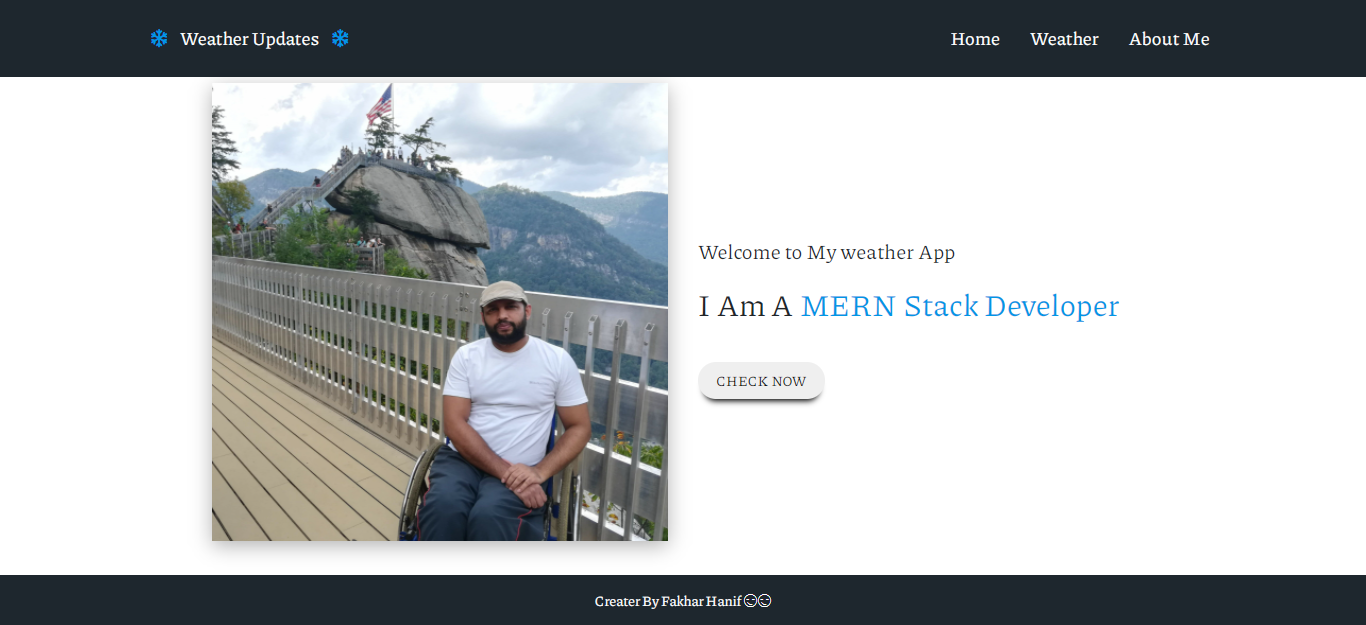 ❄ Weather Updates ❄
Home Weather About Me
Welcome to My weather App
I Am A MERN Stack Developer
CHECK NOW
Creater By Fakhar Hanif😏😏